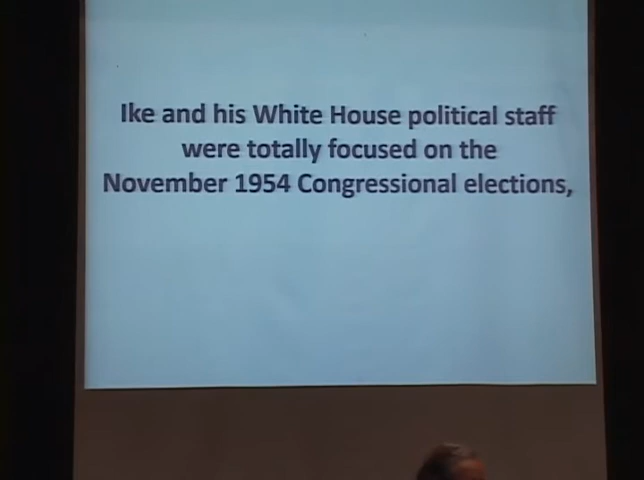 Ike and his White House political staff
were totally focused on the
November 1954 Congressional elections,